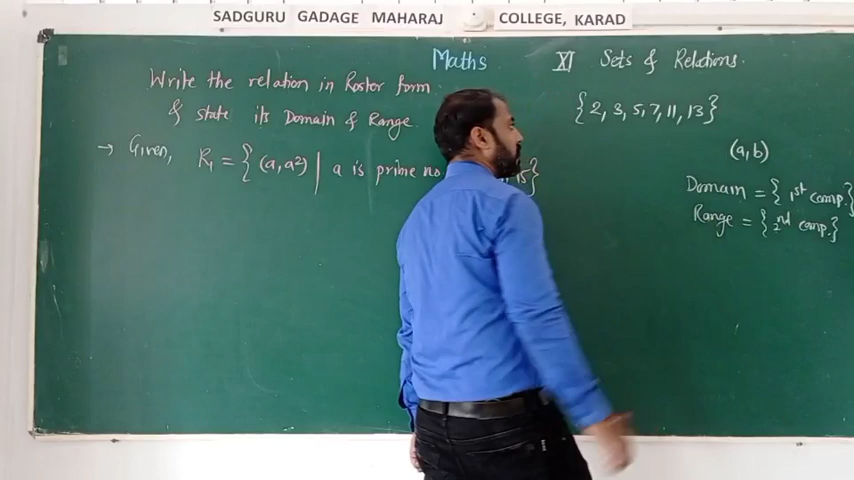 SADGURU GADAGE MAHARAJ COLLEGE, KARAD
Maths XI Sets & Relations.
Write the relation in Roster form
& state its Domain & Range.
→ Given, R₁ = { (a, a²) | a is prime no 15}
{2, 3, 5, 7, 11, 13}
(a, b)
Domain = { 1st comp.}
Range = { 2nd comp.}